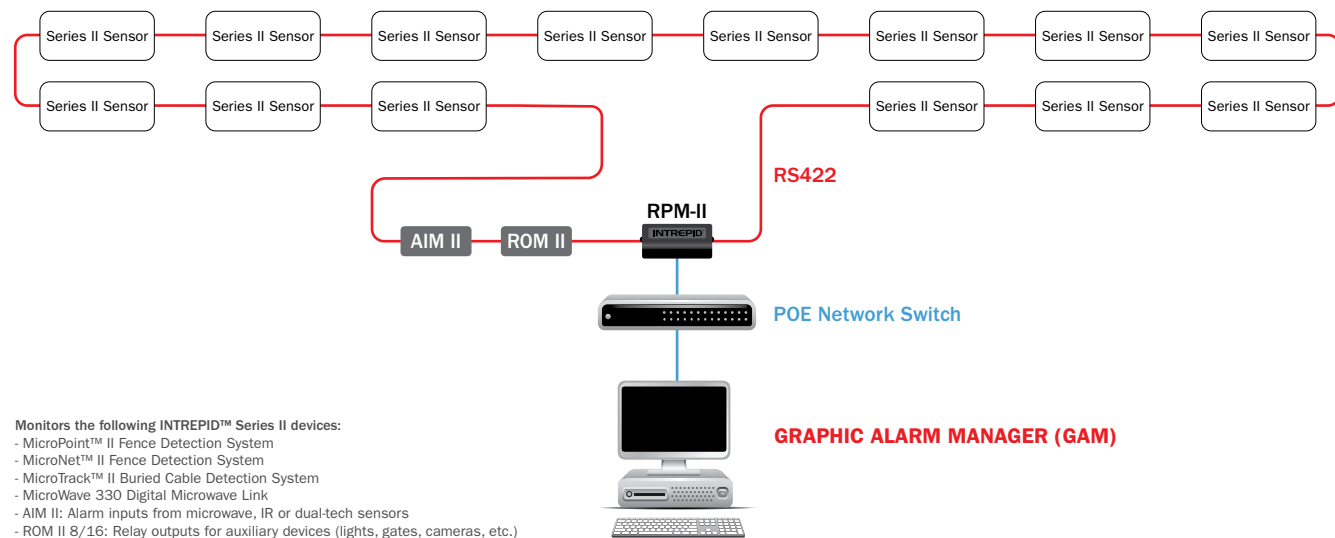 Series II Sensor
Series II Sensor
Series II Sensor
Series II Sensor
Series II Sensor
Series II Sensor
Series II Sensor
Series II Sensor
Series II Sensor
Series II Sensor
Series II Sensor
Series II Sensor
Series II Sensor
Series II Sensor
RS422
RPM-II
INTREPID
AIM II
ROM II
POE Network Switch
GRAPHIC ALARM MANAGER (GAM)
Monitors the following INTREPID™ Series II devices:
- MicroPoint™ II Fence Detection System
- MicroNet™ II Fence Detection System
- MicroTrack™ II Buried Cable Detection System
- MicroWave 330 Digital Microwave Link
- AIM II: Alarm inputs from microwave, IR or dual-tech sensors
- ROM II 8/16: Relay outputs for auxiliary devices (lights, gates, cameras, etc.)